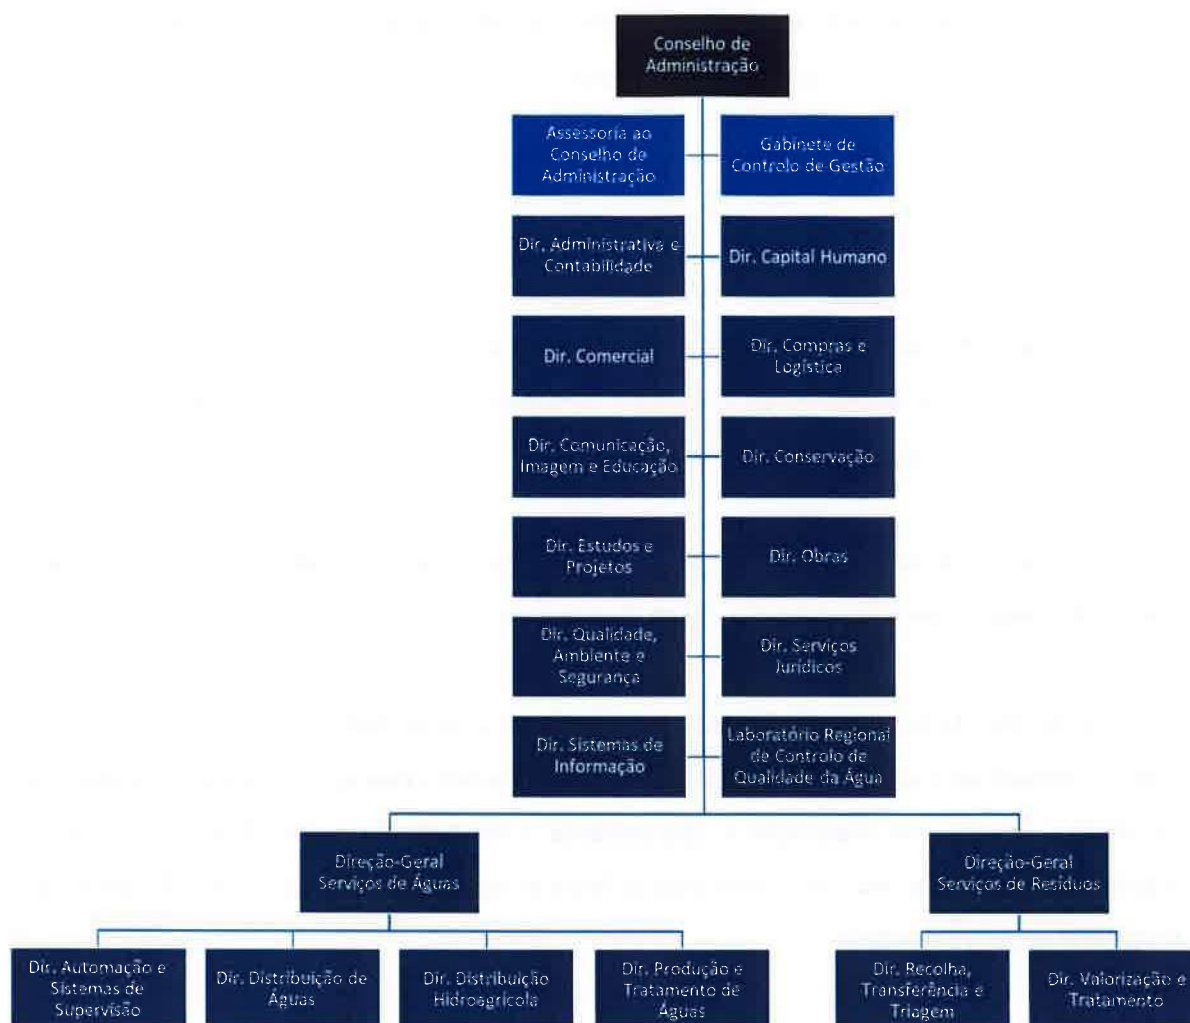 Conselho de
Administração
Assessoria ao
Conselho de
Administração
Gabinete de
Controlo de Gestão
Dir. Administrativa e
Contabilidade
Dir. Capital Humano
Dir. Comercial
Dir. Compras e
Logística
Dir. Comunicação,
Imagem e Educação
Dir. Conservação
Dir. Estudos e
Projetos
Dir. Obras
Dir. Qualidade,
Ambiente e
Segurança
Dir. Serviços
Jurídicos
Dir. Sistemas de
Informação
Laboratório Regional
de Controlo de
Qualidade da Água
Direção-Geral
Serviços de Águas
Direção-Geral
Serviços de Resíduos
Dir. Automação e
Sistemas de
Supervisão
Dir. Distribuição de
Águas
Dir. Distribuição
Hidroagrícola
Dir. Produção e
Tratamento de
Águas
Dir. Recolha,
Transferência e
Triagem
Dir. Valorização e
Tratamento